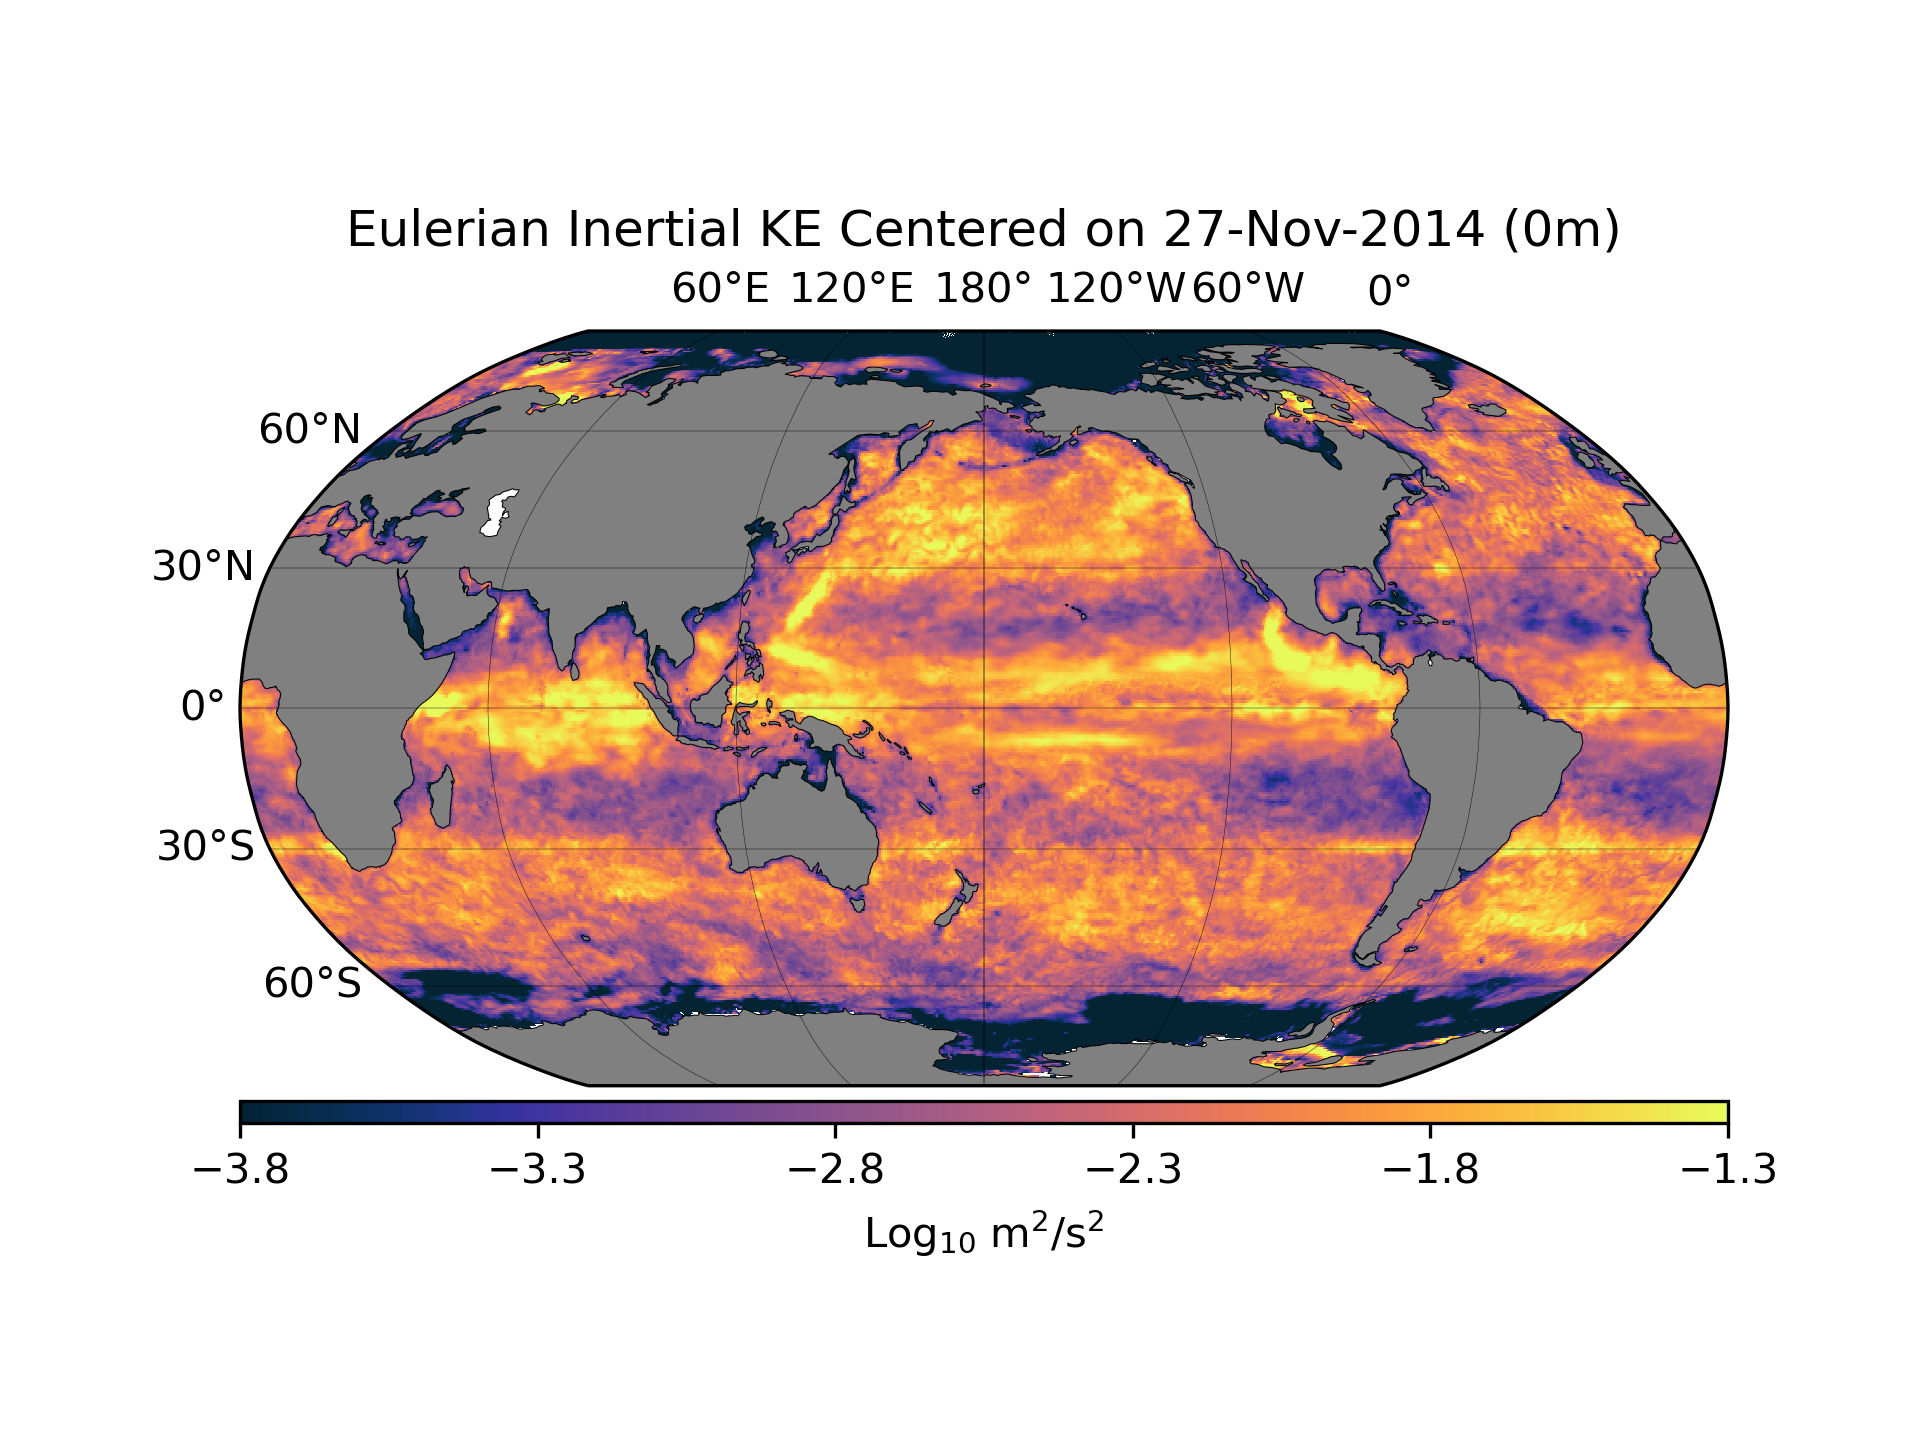 Eulerian Inertial KE Centered on 27-Nov-2014 (0m)
60°E 120°E 180° 120°W 60°W 0°
60°N
30°N
0°
30°S
60°S
−3.8 −3.3 −2.8 −2.3 −1.8 −1.3
Log₁₀ m²/s²